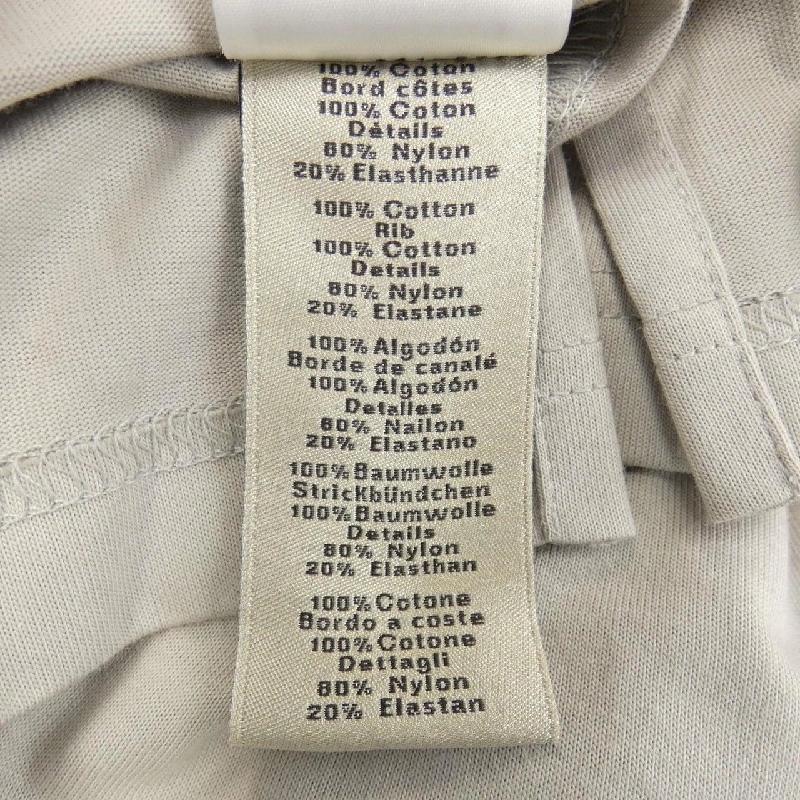 100% Coton
Bord côtes
100% Coton
Détails
80% Nylon
20% Elasthanne
100% Cotton
Rib
100% Cotton
Details
80% Nylon
20% Elastane
100% Algodón
Borde de canalé
100% Algodón
Detalles
80% Nailon
20% Elastano
100% Baumwolle
Strickbündchen
100% Baumwolle
Details
80% Nylon
20% Elasthan
100% Cotone
Bordo a coste
100% Cotone
Dettagli
80% Nylon
20% Elastan